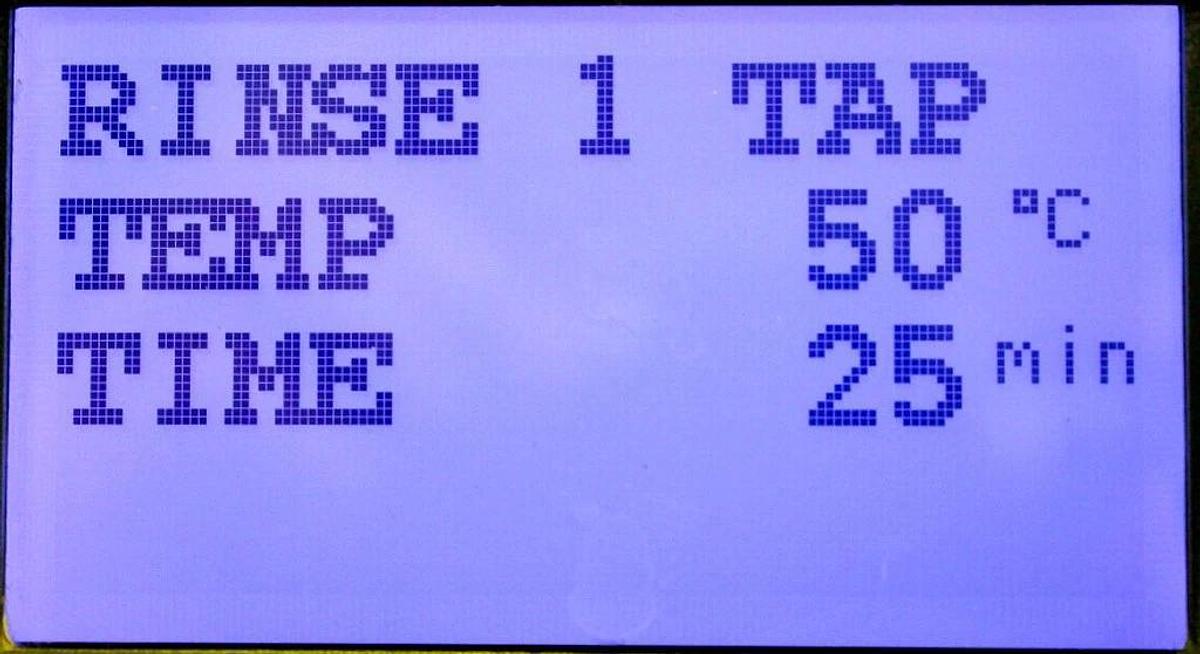 RINSE 1 TAP
TEMP 50 °C
TIME 25 min